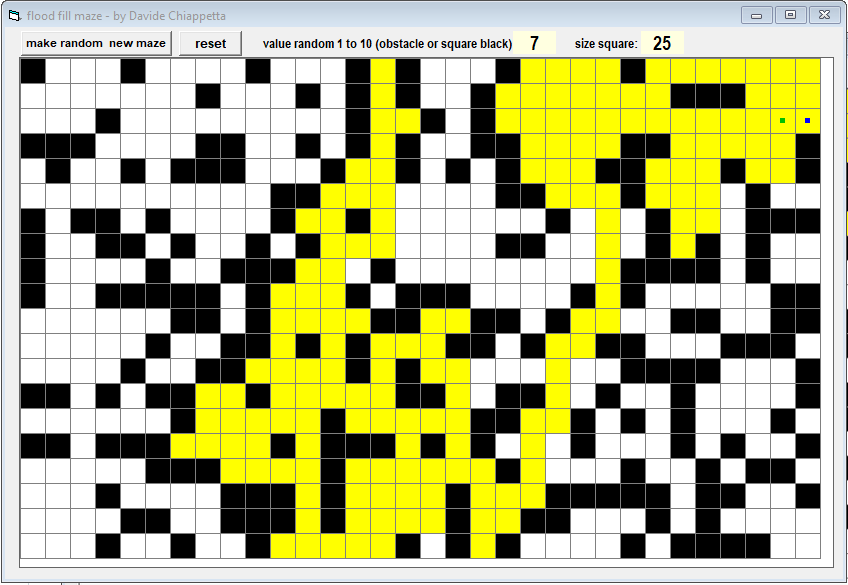 flood fill maze - by Davide Chiappetta
make random  new maze reset value random 1 to 10 (obstacle or square black) 7 size square: 25